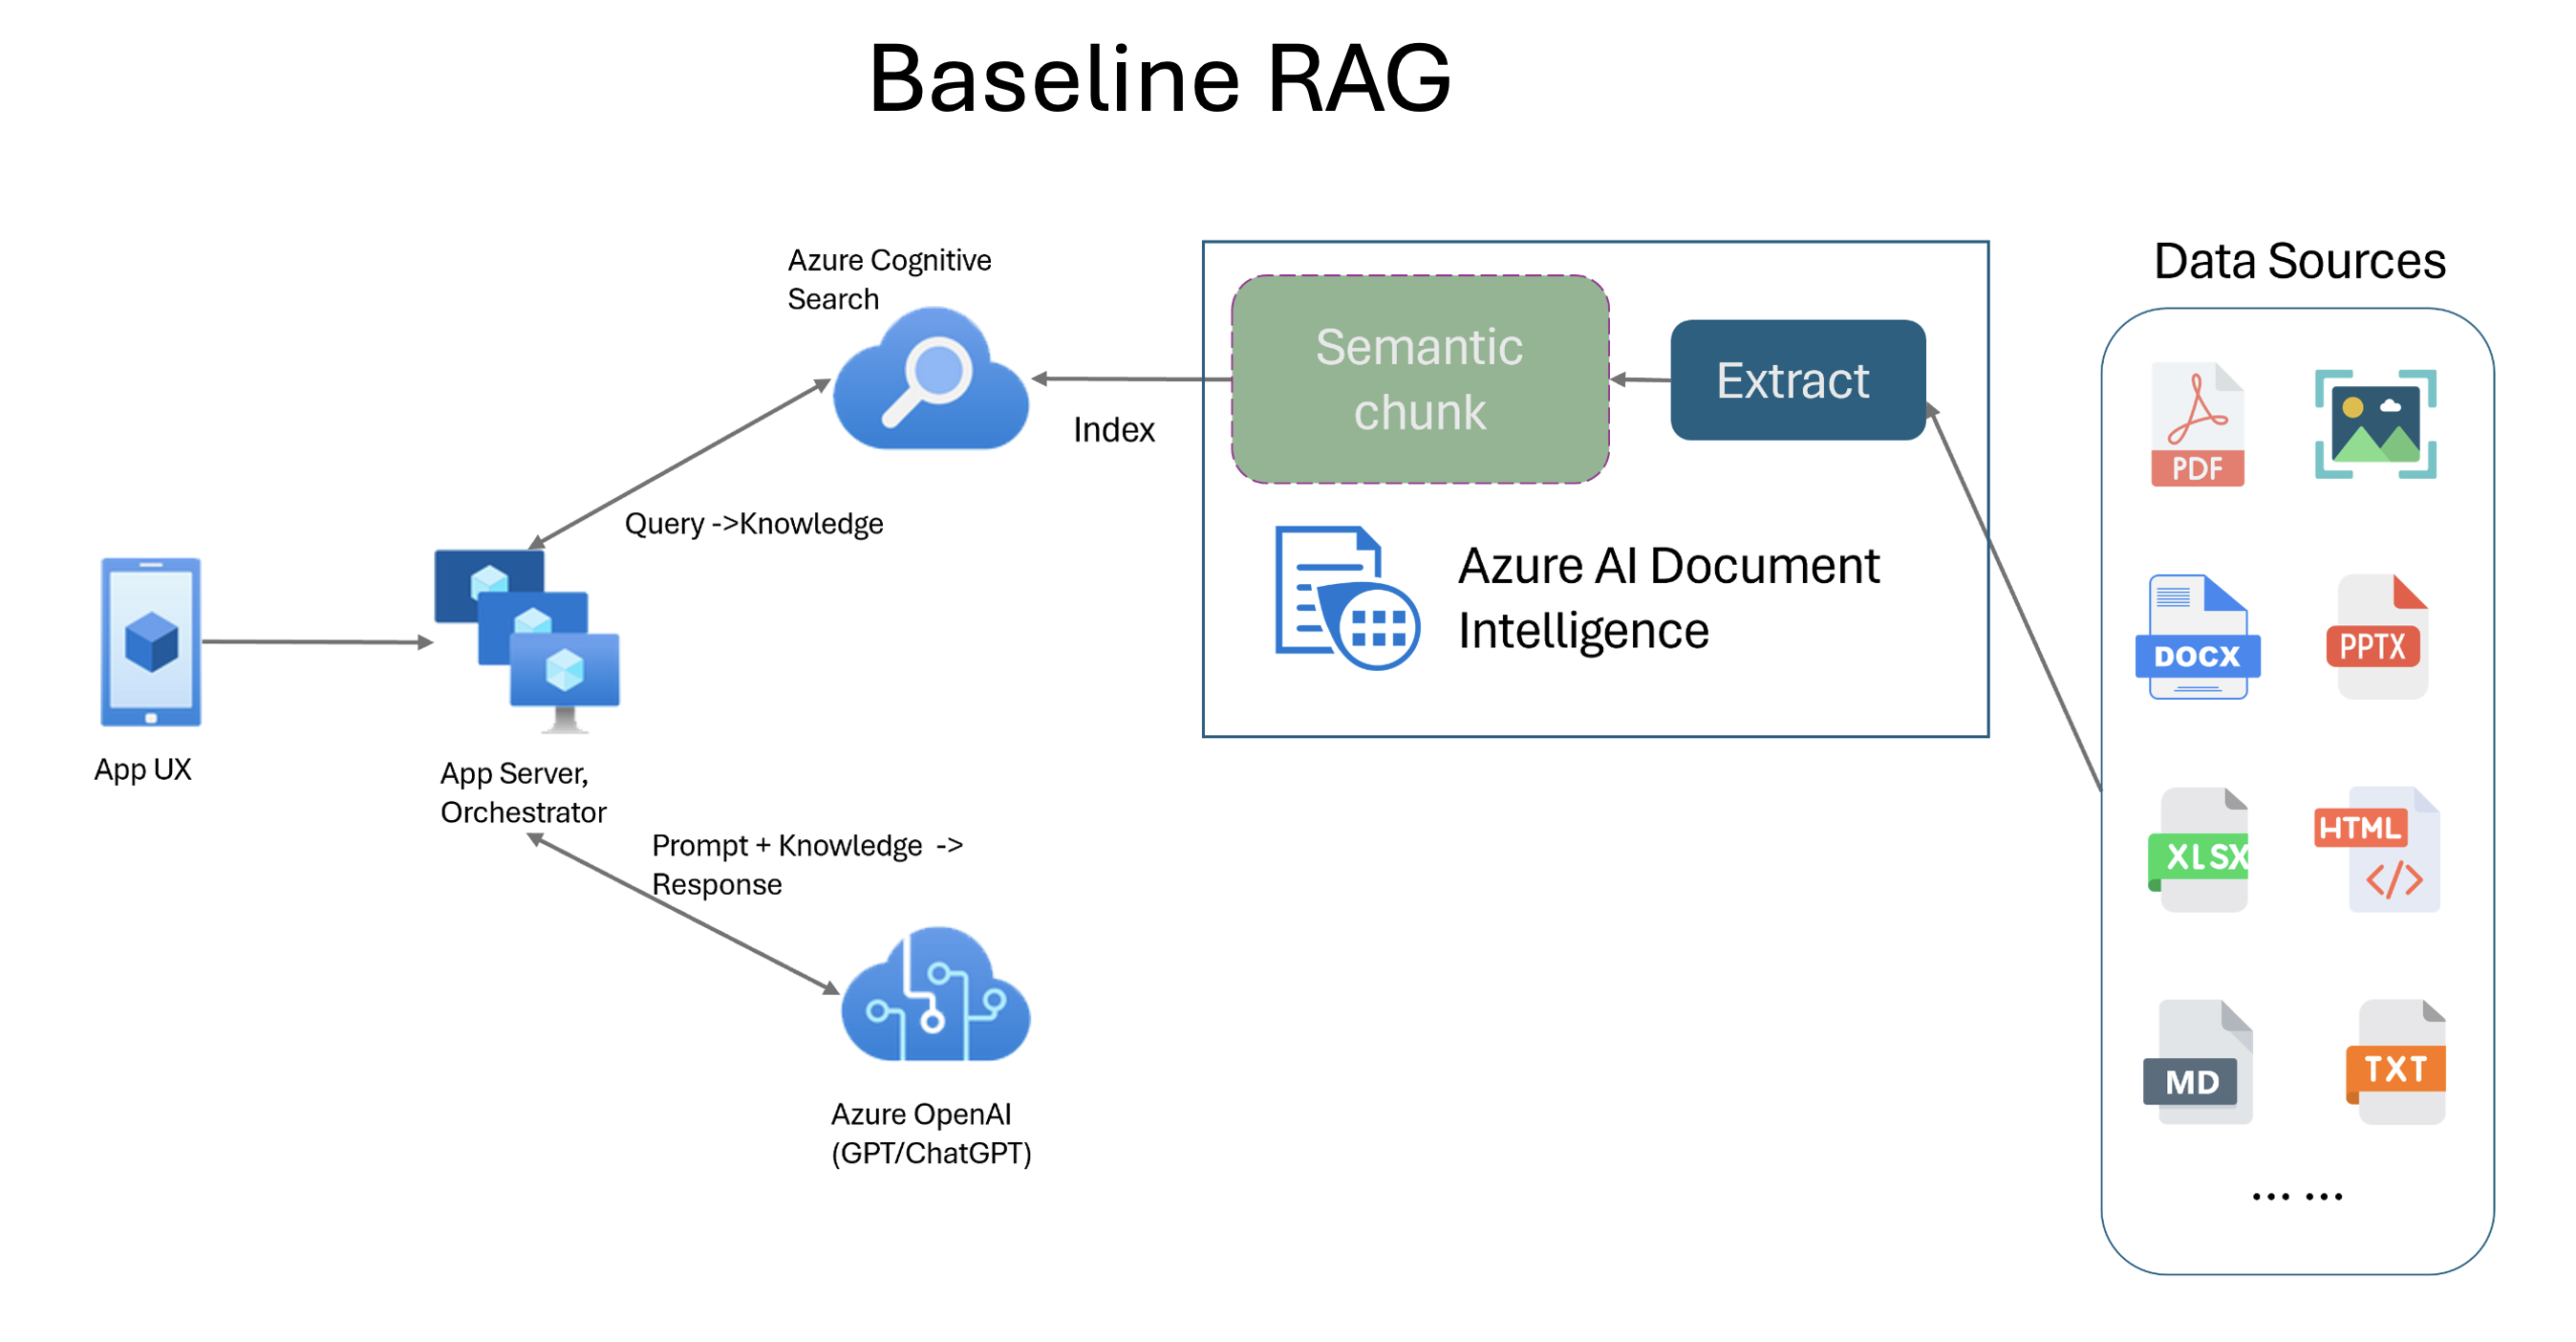 Baseline RAG
Azure Cognitive
Search
Index
Query ->Knowledge
App UX
App Server,
Orchestrator
Prompt + Knowledge  ->
Response
Azure OpenAI
(GPT/ChatGPT)
Semantic
chunk
Extract
Azure AI Document
Intelligence
Data Sources
PDF
DOCX
PPTX
XLSX
HTML
</>
MD
TXT
... ...